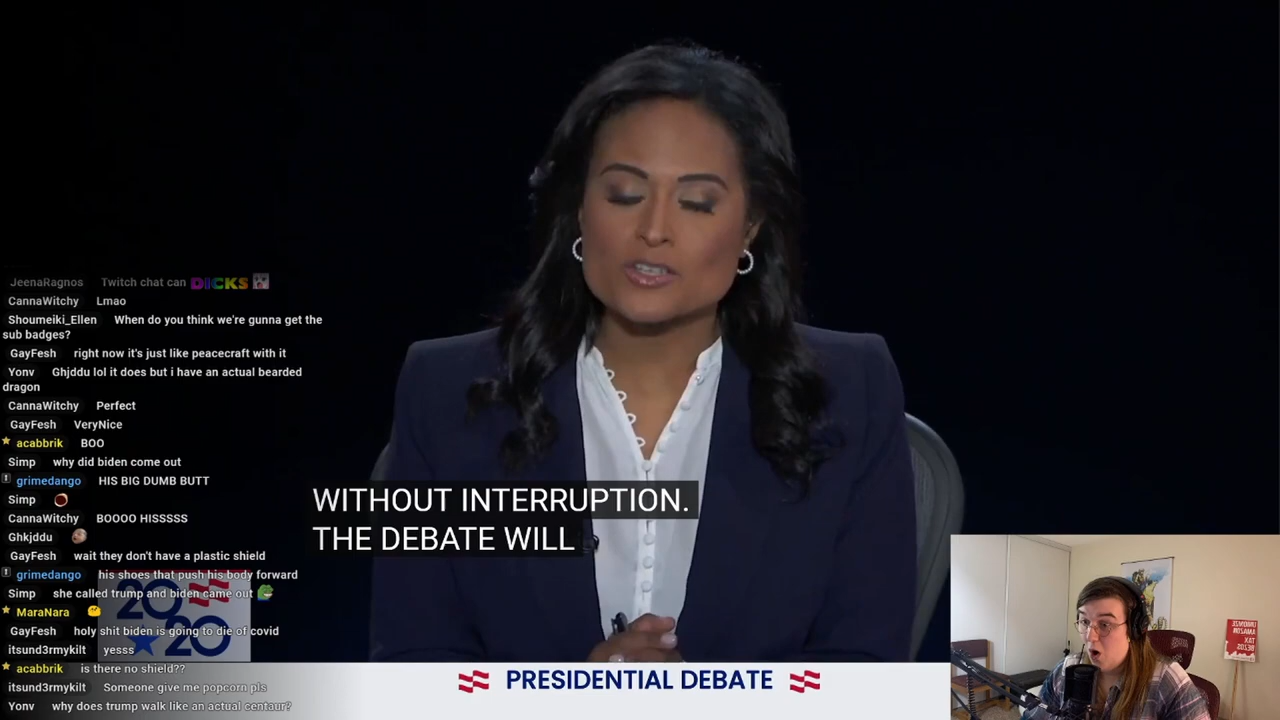 JeenaRagnos Twitch chat can DICKS
CannaWitchy Lmao
Shoumeiki_Ellen When do you think we're gunna get the
sub badges?
GayFesh right now it's just like peacecraft with it
Yonv Ghjddu lol it does but i have an actual bearded
dragon
CannaWitchy Perfect
GayFesh VeryNice
acabbrik BOO
Simp why did biden come out
grimedango HIS BIG DUMB BUTT
Simp
CannaWitchy BOOOO HISSSSS
Ghkjddu
GayFesh wait they don't have a plastic shield
grimedango his shoes that push his body forward
Simp she called trump and biden came out
MaraNara
GayFesh holy shit biden is going to die of covid
itsund3rmykilt yesss
acabbrik is there no shield??
itsund3rmykilt Someone give me popcorn pls
Yonv why does trump walk like an actual centaur?
2020
WITHOUT INTERRUPTION.
THE DEBATE WILL
PRESIDENTIAL DEBATE
UNIONIZE
AMAZON
TAX
BEZOS